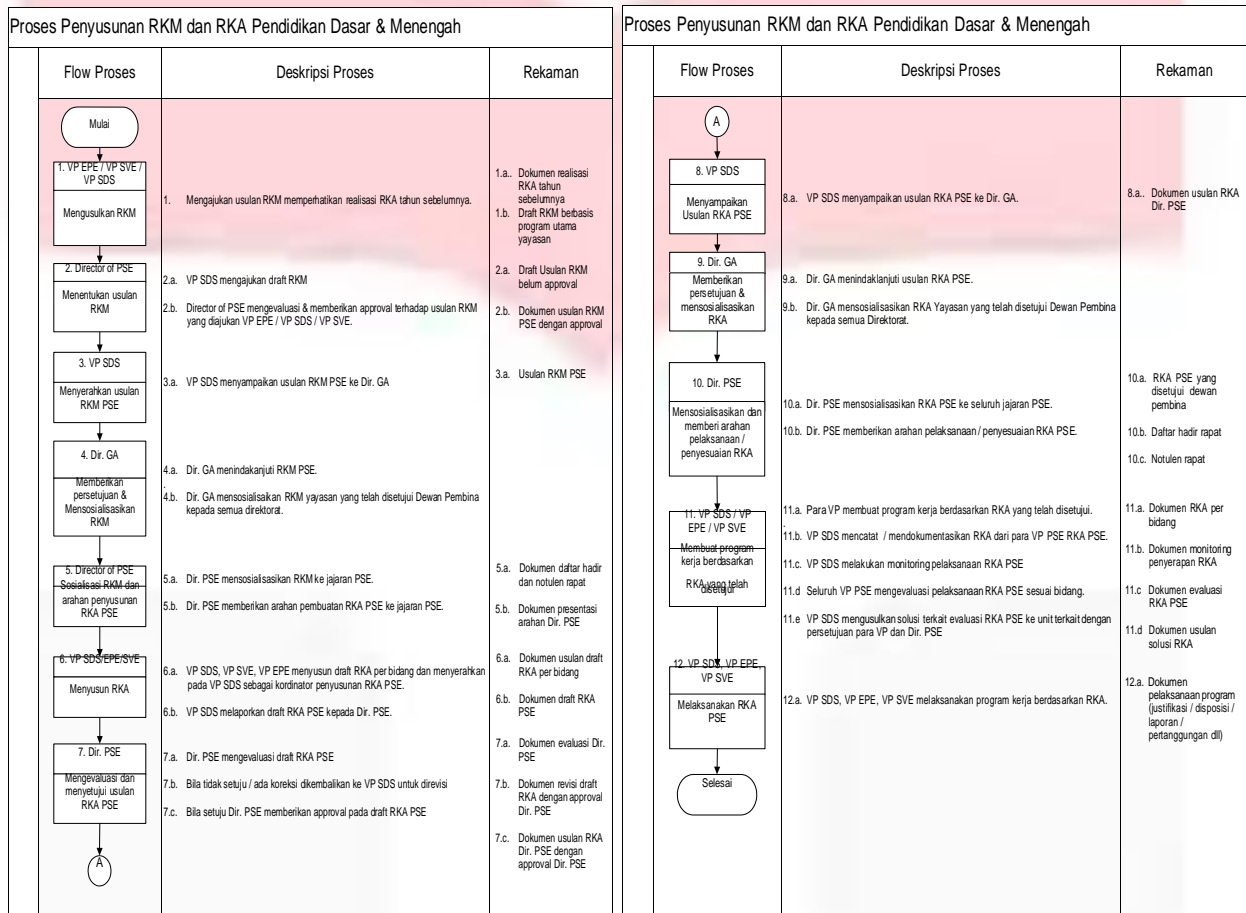 Proses Penyusunan RKM dan RKA Pendidikan Dasar & Menengah
Flow Proses
Deskripsi Proses
Rekaman
Mulai
1. VP EPE / VP SVE /
VP SDS
Mengusulkan RKM
1. Mengajukan usulan RKM memperhatikan realisasi RKA tahun sebelumnya.
1.a.. Dokumen realisasi
RKA tahun
sebelumnya
1.b. Draft RKM berbasis
program utama
yayasan
2. Director of PSE
Menentukan usulan
RKM
2.a. VP SDS mengajukan draft RKM
2.b. Director of PSE mengevaluasi & memberikan approval terhadap usulan RKM
yang diajukan VP EPE / VP SDS / VP SVE.
2.a. Draft Usulan RKM
belum approval
2.b. Dokumen usulan RKM
PSE dengan approval
3. VP SDS
Menyerahkan usulan
RKM PSE
3.a. VP SDS menyampaikan usulan RKM PSE ke Dir. GA
3.a. Usulan RKM PSE
4. Dir. GA
Memberikan
persetujuan &
Mensosialisasikan
RKM
4.a. Dir. GA menindakanjuti RKM PSE.
.
4.b. Dir. GA mensosialisaikan RKM yayasan yang telah disetujui Dewan Pembina
kepada semua direktorat.
5. Director of PSE
Sosialisasi RKM dan
arahan penyusunan
RKA PSE
5.a. Dir. PSE mensosialisasikan RKM ke jajaran PSE.
5.b. Dir. PSE memberikan arahan pembuatan RKA PSE ke jajaran PSE.
5.a. Dokumen daftar hadir
dan notulen rapat
5.b. Dokumen presentasi
arahan Dir. PSE
6. VP SDS/EPE/SVE
Menyusun RKA
6.a. VP SDS, VP SVE, VP EPE menyusun draft RKA per bidang dan menyerahkan
pada VP SDS sebagai kordinator penyusunan RKA PSE.
6.b. VP SDS melaporkan draft RKA PSE kepada Dir. PSE.
6.a. Dokumen usulan draft
RKA per bidang
6.b. Dokumen draft RKA
PSE
7. Dir. PSE
Mengevaluasi dan
menyetujui usulan
RKA PSE
7.a. Dir. PSE mengevaluasi draft RKA PSE
7.b. Bila tidak setuju / ada koreksi dikembalikan ke VP SDS untuk direvisi
7.c. Bila setuju Dir. PSE memberikan approval pada draft RKA PSE
7.a. Dokumen evaluasi Dir.
PSE
7.b. Dokumen revisi draft
RKA dengan approval
Dir. PSE
7.c. Dokumen usulan RKA
Dir. PSE dengan
approval Dir. PSE
A
Proses Penyusunan RKM dan RKA Pendidikan Dasar & Menengah
Flow Proses
Deskripsi Proses
Rekaman
A
8. VP SDS
Menyampaikan
Usulan RKA PSE
8.a. VP SDS menyampaikan usulan RKA PSE ke Dir. GA.
8.a.. Dokumen usulan RKA
Dir. PSE
9. Dir. GA
Memberikan
persetujuan &
mensosialisasikan
RKA
9.a. Dir. GA menindaklanjuti usulan RKA PSE.
9.b. Dir. GA mensosialisasikan RKA Yayasan yang telah disetujui Dewan Pembina
kepada semua Direktorat.
10. Dir. PSE
Mensosialisasikan dan
memberi arahan
pelaksanaan /
penyesuaian RKA
10.a. Dir. PSE mensosialisasikan RKA PSE ke seluruh jajaran PSE.
10.b. Dir. PSE memberikan arahan pelaksanaan / penyesuaian RKA PSE.
10.a. RKA PSE yang
disetujui dewan
pembina
10.b. Daftar hadir rapat
10.c. Notulen rapat
11. VP SDS / VP
EPE / VP SVE
Membuat program
kerja berdasarkan
RKA yang telah
disetujui
11.a. Para VP membuat program kerja berdasarkan RKA yang telah disetujui.
.
11.b. VP SDS mencatat / mendokumentasikan RKA dari para VP PSE RKA PSE.
11.c. VP SDS melakukan monitoring pelaksanaan RKA PSE
11.d Seluruh VP PSE mengevaluasi pelaksanaan RKA PSE sesuai bidang.
11.e VP SDS mengusulkan solusi terkait evaluasi RKA PSE ke unit terkait dengan
persetujuan para VP dan Dir. PSE
11.a. Dokumen RKA per
bidang
11.b. Dokumen monitoring
penyerapan RKA
11.c Dokumen evaluasi
RKA PSE
11.d Dokumen usulan
solusi RKA
12. VP SDS, VP EPE,
VP SVE
Melaksanakan RKA
PSE
12.a. VP SDS, VP EPE, VP SVE melaksanakan program kerja berdasarkan RKA.
12.a. Dokumen
pelaksanaan program
(justifikasi / disposisi /
laporan /
pertanggungan dll)
Selesai